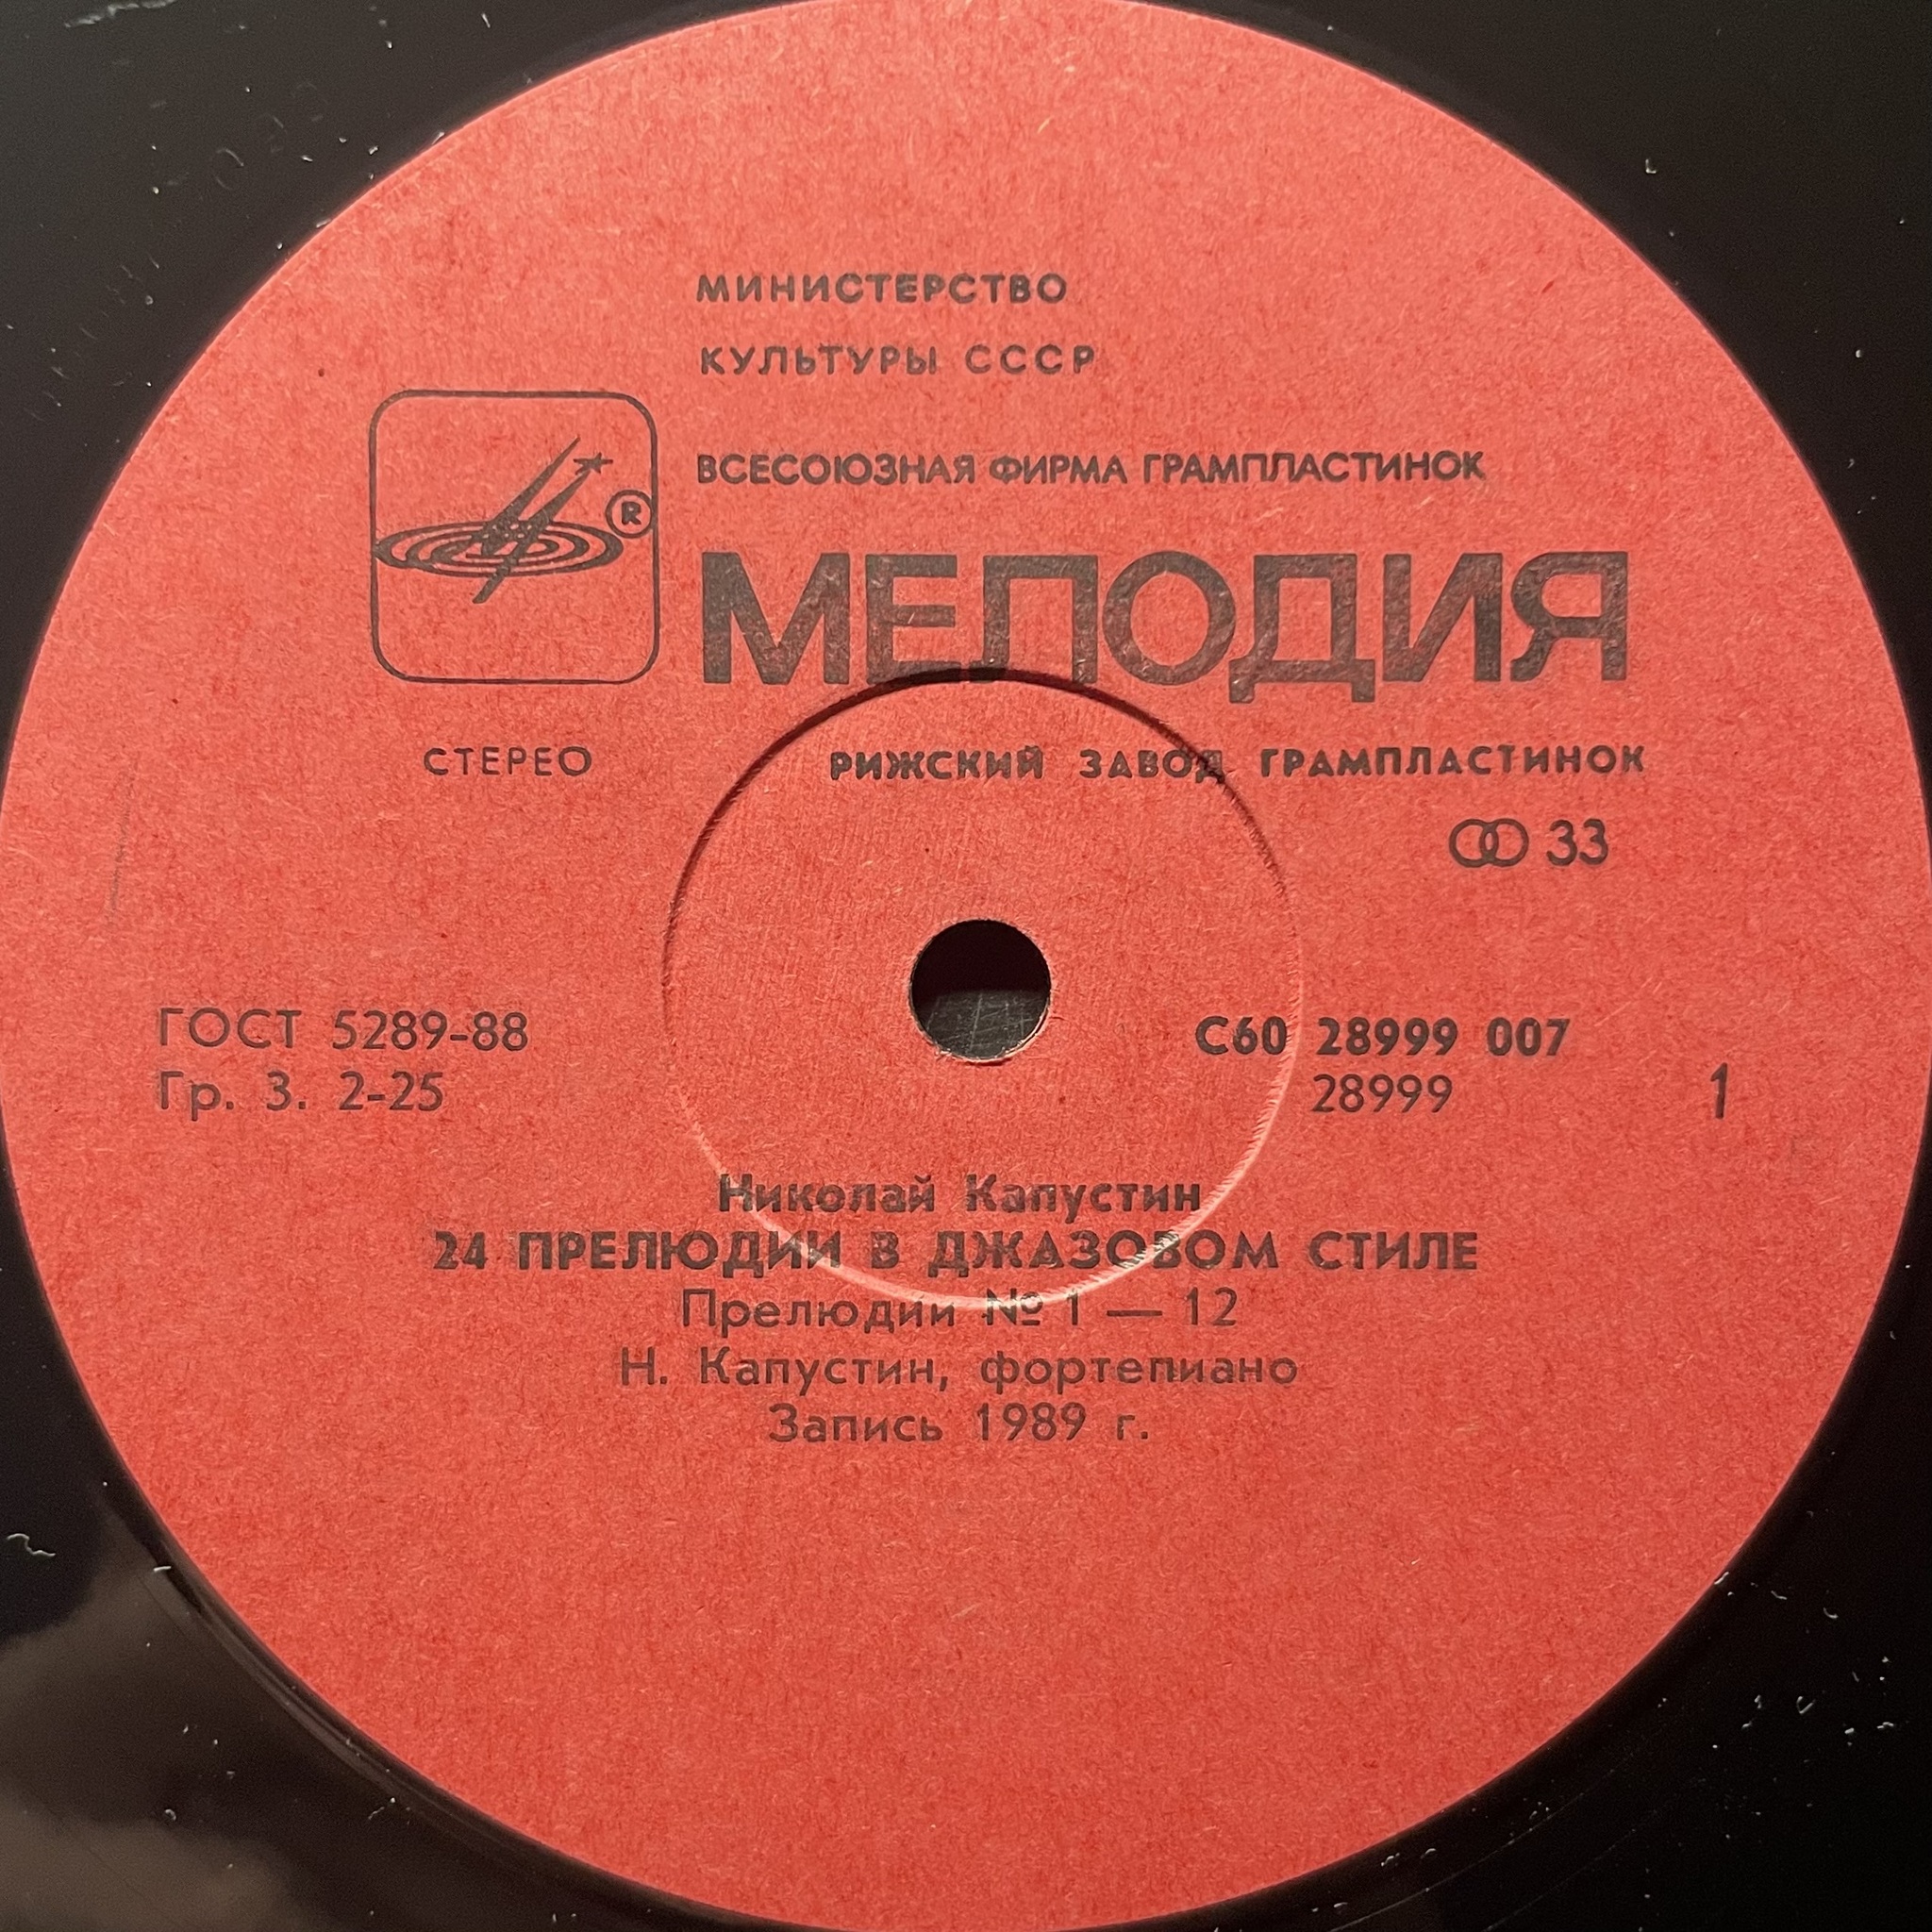 МИНИСТЕРСТВО
КУЛЬТУРЫ СССР
ВСЕСОЮЗНАЯ ФИРМА ГРАМПЛАСТИНОК
®
МЕЛОДИЯ
СТЕРЕО РИЖСКИЙ ЗАВОД ГРАМПЛАСТИНОК
33
ГОСТ 5289-88 С60 28999 007
Гр. 3. 2-25 28999 1
Николай Капустин
24 ПРЕЛЮДИИ В ДЖАЗОВОМ СТИЛЕ
Прелюдии № 1 — 12
Н. Капустин, фортепиано
Запись 1989 г.